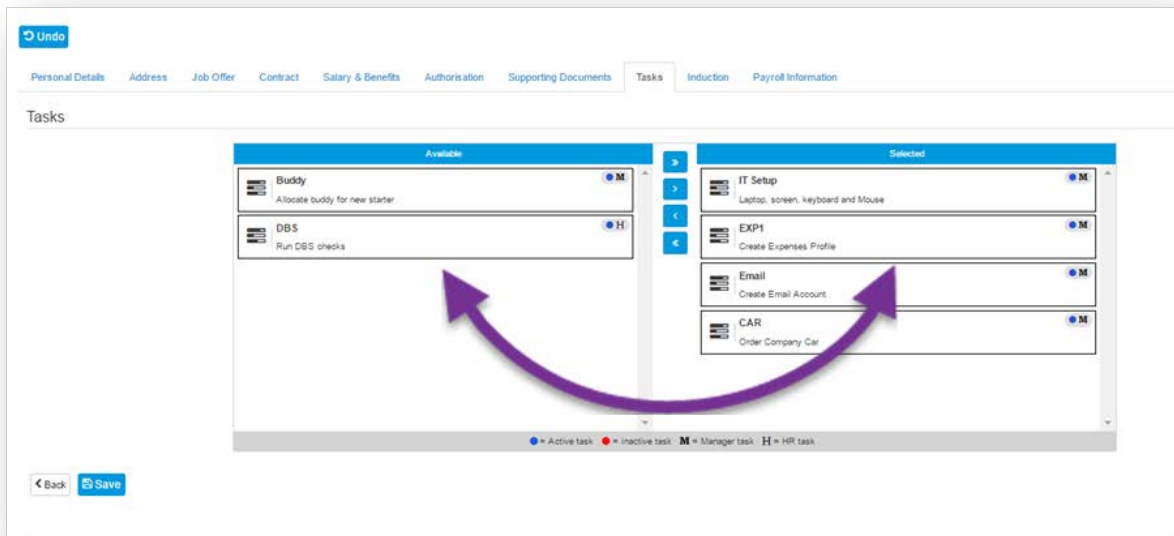 Undo
Personal Details Address Job Offer Contract Salary & Benefits Authorisation Supporting Documents Tasks Induction Payroll Information
Tasks
Available
Buddy M
Allocate buddy for new starter
DBS H
Run DBS checks
Selected
IT Setup M
Laptop, screen, keyboard and Mouse
EXP1 M
Create Expenses Profile
Email M
Create Email Account
CAR M
Order Company Car
= Active task = Inactive task M = Manager task H = HR task
Back Save